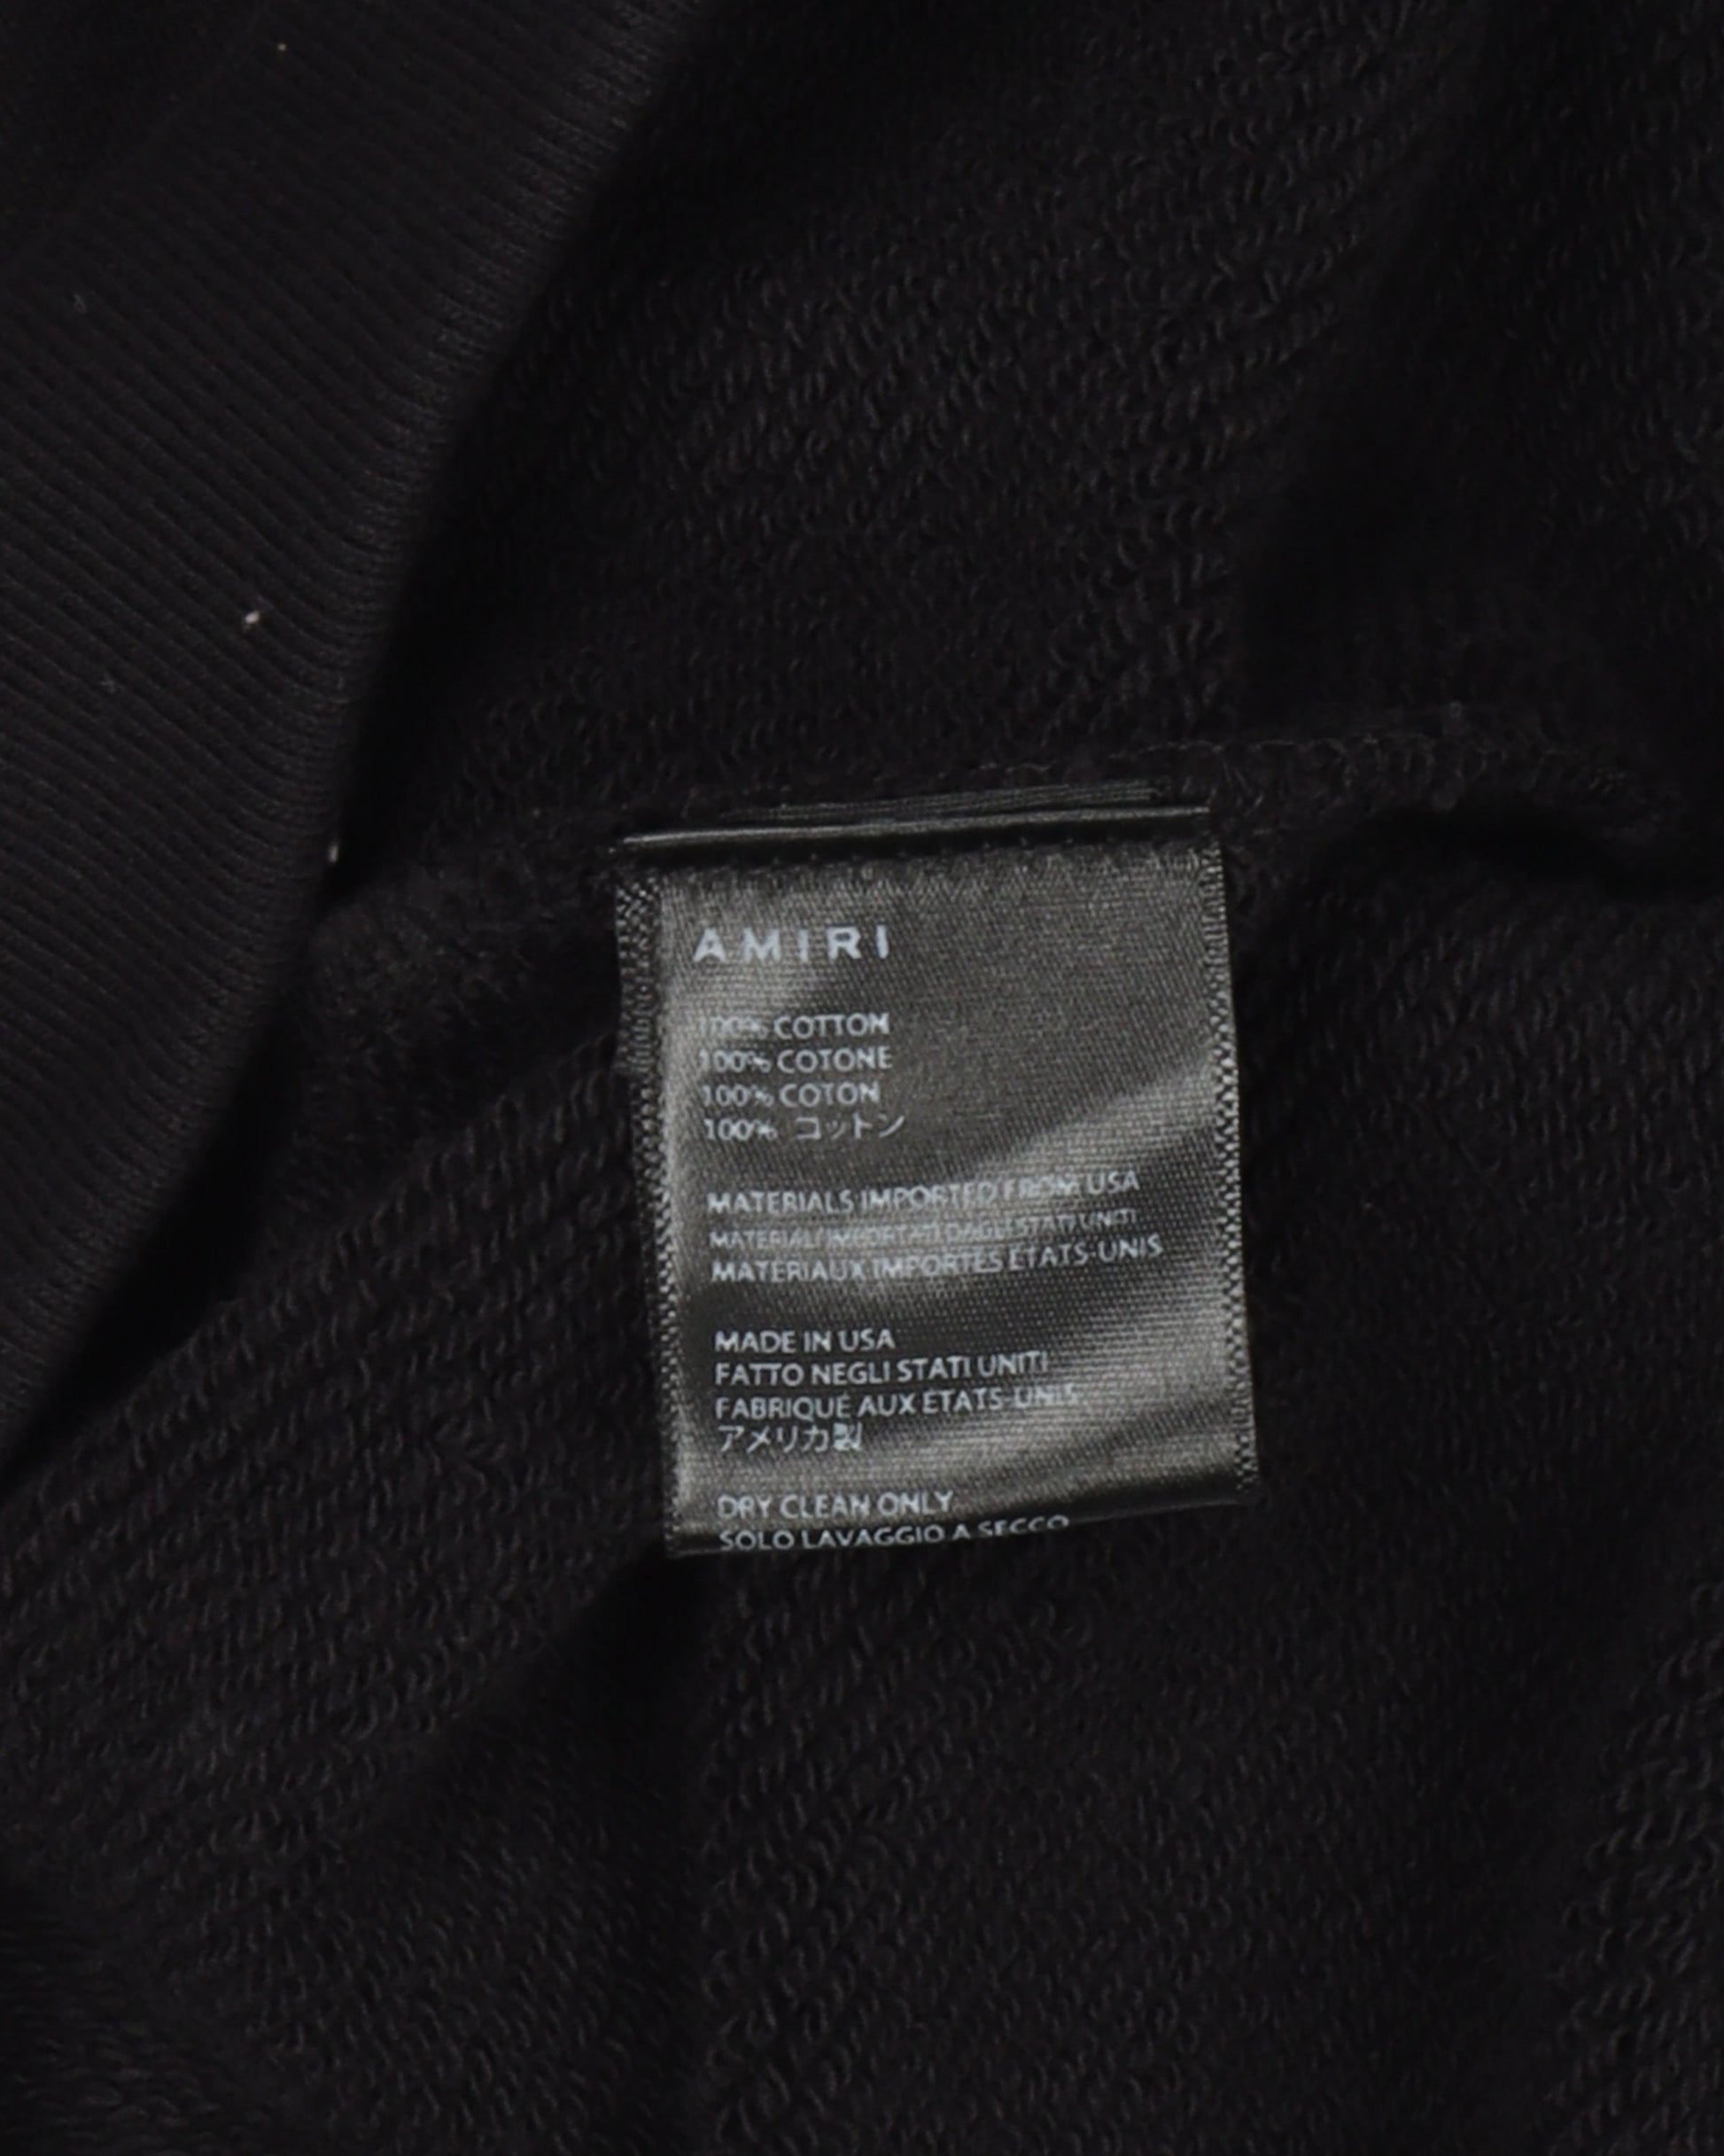 AMIRI
100% COTTON
100% COTONE
100% COTON
100% コットン
MATERIALS IMPORTED FROM USA
MATERIALI IMPORTATI DAGLI STATI UNITI
MATERIAUX IMPORTES ETATS-UNIS
MADE IN USA
FATTO NEGLI STATI UNITI
FABRIQUÉ AUX ETATS-UNIS
アメリカ製
DRY CLEAN ONLY
SOLO LAVAGGIO A SECCO